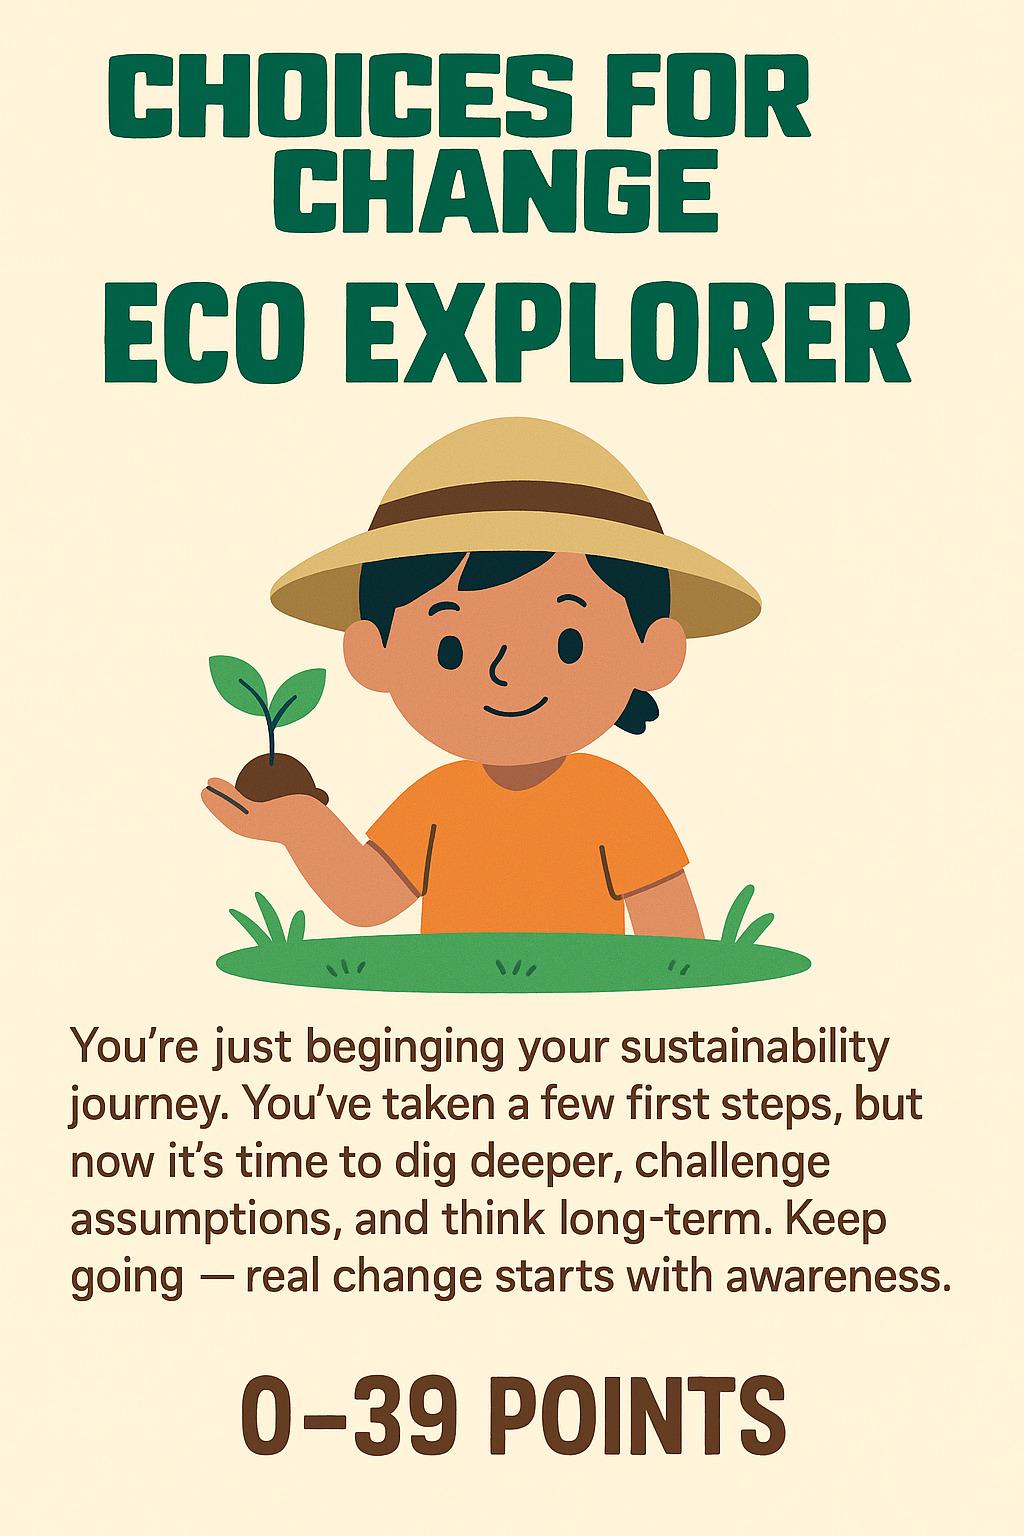 CHOICES FOR
CHANGE
ECO EXPLORER
You’re just beginging your sustainability
journey. You’ve taken a few first steps, but
now it’s time to dig deeper, challenge
assumptions, and think long-term. Keep
going — real change starts with awareness.
0–39 POINTS